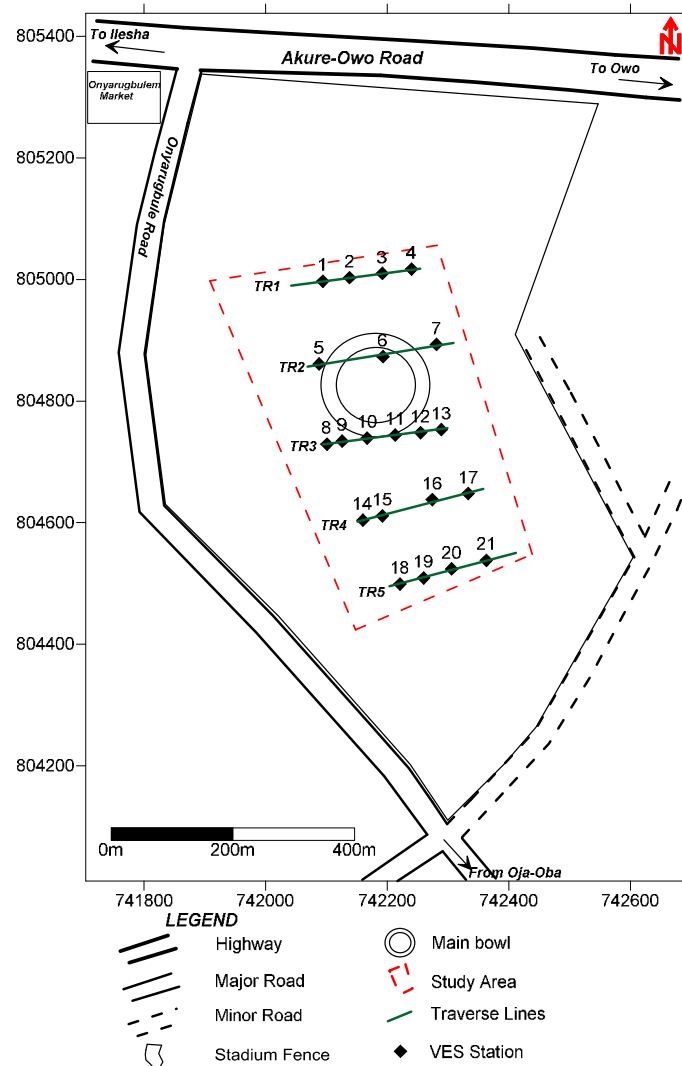 805400
805200
805000
804800
804600
804400
804200
To Ilesha
Akure-Owo Road
To Owo
N
Onyarugbulem
Market
Onyarugbule Road
1 2 3 4
TR1
5 6 7
TR2
8 9 10 11 12 13
TR3
14 15 16 17
TR4
18 19 20 21
TR5
0m 200m 400m
From Oja-Oba
741800 742000 742200 742400 742600
LEGEND
Highway
Major Road
Minor Road
Stadium Fence
Main bowl
Study Area
Traverse Lines
VES Station